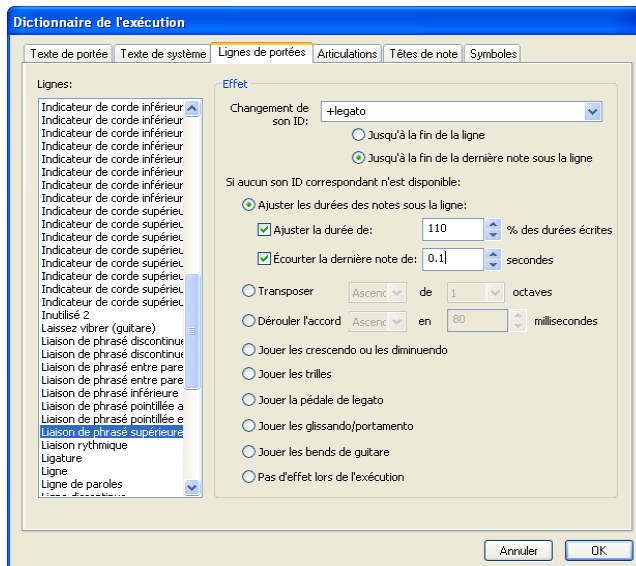 Dictionnaire de l'exécution
Texte de portée
Texte de système
Lignes de portées
Articulations
Têtes de note
Symboles
Lignes:
Indicateur de corde inférieur
Indicateur de corde inférieur
Indicateur de corde inférieur
Indicateur de corde inférieur
Indicateur de corde inférieur
Indicateur de corde inférieur
Indicateur de corde inférieur
Indicateur de corde inférieur
Indicateur de corde supérieu
Indicateur de corde supérieu
Indicateur de corde supérieu
Indicateur de corde supérieu
Indicateur de corde supérieu
Indicateur de corde supérieu
Indicateur de corde supérieu
Indicateur de corde supérieu
Inutilisé 2
Laissez vibrer (guitare)
Liaison de phrasé discontinue
Liaison de phrasé discontinue
Liaison de phrasé entre pare
Liaison de phrasé entre pare
Liaison de phrasé inférieure
Liaison de phrasé pointillée a
Liaison de phrasé pointillée e
Liaison de phrasé supérieure
Liaison rythmique
Ligature
Ligne
Ligne de paroles
Ligne discontinue
Effet
Changement de
son ID:
+legato
Jusqu'à la fin de la ligne
Jusqu'à la fin de la dernière note sous la ligne
Si aucun son ID correspondant n'est disponible:
Ajuster les durées des notes sous la ligne:
Ajuster la durée de: 110 % des durées écrites
Écourter la dernière note de: 0.1 secondes
Transposer Ascenc de 1 octaves
Dérouler l'accord Ascenc en 80 millisecondes
Jouer les crescendo ou les diminuendo
Jouer les trilles
Jouer la pédale de legato
Jouer les glissando/portamento
Jouer les bends de guitare
Pas d'effet lors de l'exécution
Annuler
OK